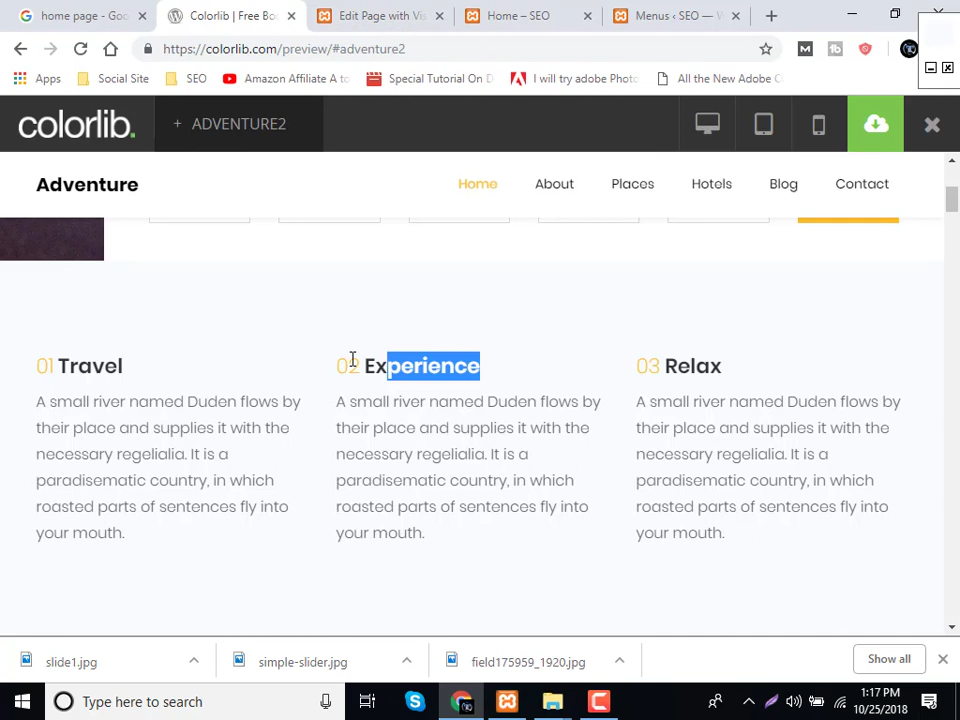 home page - Goo
Colorlib | Free Boo
Edit Page with Vis
Home – SEO
Menus ‹ SEO — W
https://colorlib.com/preview/#adventure2
Apps
Social Site
SEO
Amazon Affiliate A to
Special Tutorial On D
I will try adobe Photo
All the New Adobe C
colorlib.
+ ADVENTURE2
Adventure
Home
About
Places
Hotels
Blog
Contact
01 Travel
A small river named Duden flows by
their place and supplies it with the
necessary regelialia. It is a
paradisematic country, in which
roasted parts of sentences fly into
your mouth.
02 Experience
A small river named Duden flows by
their place and supplies it with the
necessary regelialia. It is a
paradisematic country, in which
roasted parts of sentences fly into
your mouth.
03 Relax
A small river named Duden flows by
their place and supplies it with the
necessary regelialia. It is a
paradisematic country, in which
roasted parts of sentences fly into
your mouth.
slide1.jpg
simple-slider.jpg
field175959_1920.jpg
Show all
Type here to search
1:17 PM
10/25/2018